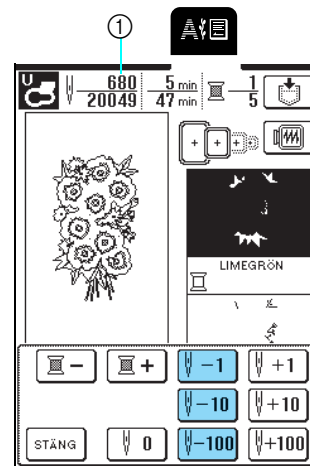 1
A
U 680 5 min 1
20049 47 min 5
LIMEGRÖN
− + −1 +1
−10 +10
STÄNG 0 −100 +100